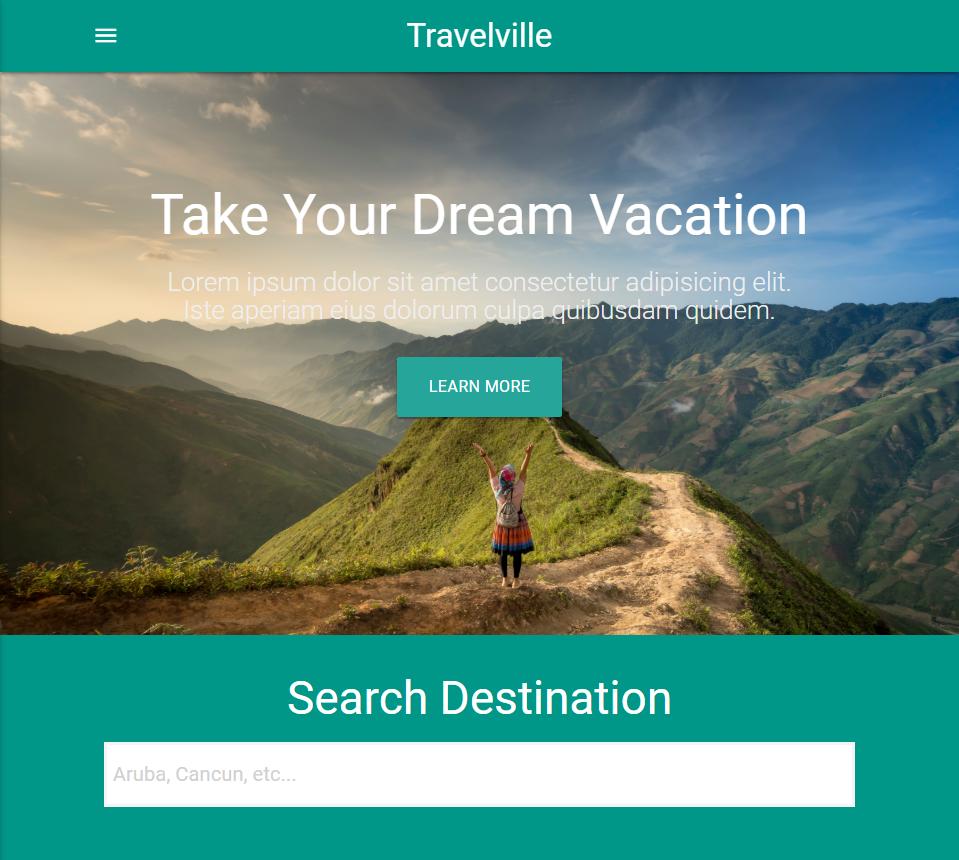 Travelville
Take Your Dream Vacation
Lorem ipsum dolor sit amet consectetur adipisicing elit.
Iste aperiam eius dolorum culpa quibusdam quidem.
LEARN MORE
Search Destination
Aruba, Cancun, etc...